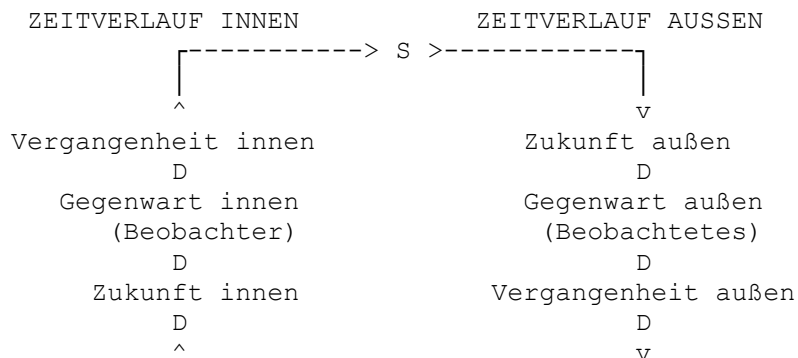 ZEITVERLAUF INNEN ZEITVERLAUF AUSSEN
┌-----------> S >------------┐
^ v
Vergangenheit innen Zukunft außen
D D
Gegenwart innen Gegenwart außen
(Beobachter) (Beobachtetes)
D D
Zukunft innen Vergangenheit außen
D D
^ v